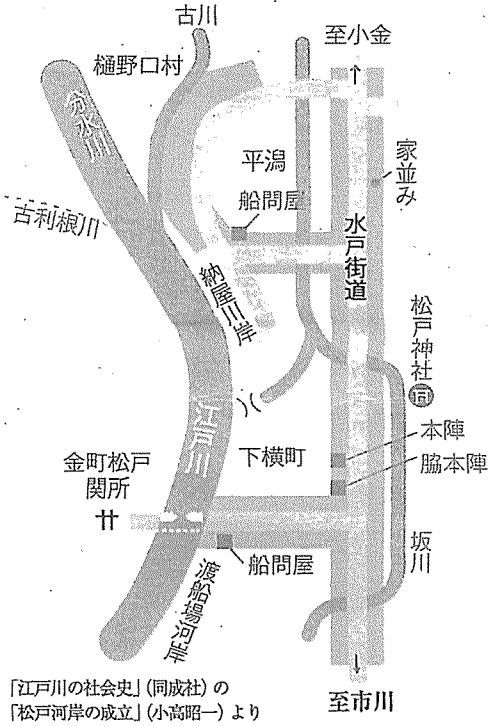 古川
至小金
樋野口村
分水川
平潟
家並み
船問屋
古利根川
水戸街道
納屋川岸
松戸神社
江戸川
本陣
下横町
脇本陣
金町松戸
関所
坂川
船問屋
渡船場河岸
「江戸川の社会史」(同成社)の
「松戸河岸の成立」(小高昭一)より
至市川